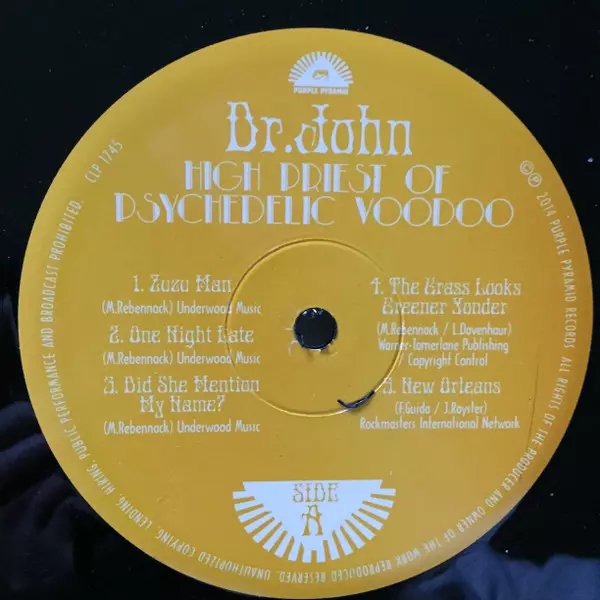 PURPLE PYRAMID
Dr. John
HIGH PRIEST OF
PSYCHEDELIC VOODOO
1. Zuzu Man
(M.Rebennack) Underwood Music
2. One Night Late
(M.Rebennack) Underwood Music
3. Did She Mention
My Name?
(M.Rebennack) Underwood Music
4. The Grass Looks
Greener Yonder
(M.Rebennack / L.Davenhaur)
Warner-Tamerlane Publishing
/ Copyright Control
5. New Orleans
(F.Guida / J.Royster)
Rockmasters International Network
SIDE
A
CLP 1745
© ℗ 2014 PURPLE PYRAMID RECORDS. ALL RIGHTS OF THE PRODUCER AND OWNER OF THE WORK REPRODUCED RESERVED. UNAUTHORIZED COPYING, LENDING, HIRING, PUBLIC PERFORMANCE AND BROADCAST PROHIBITED.